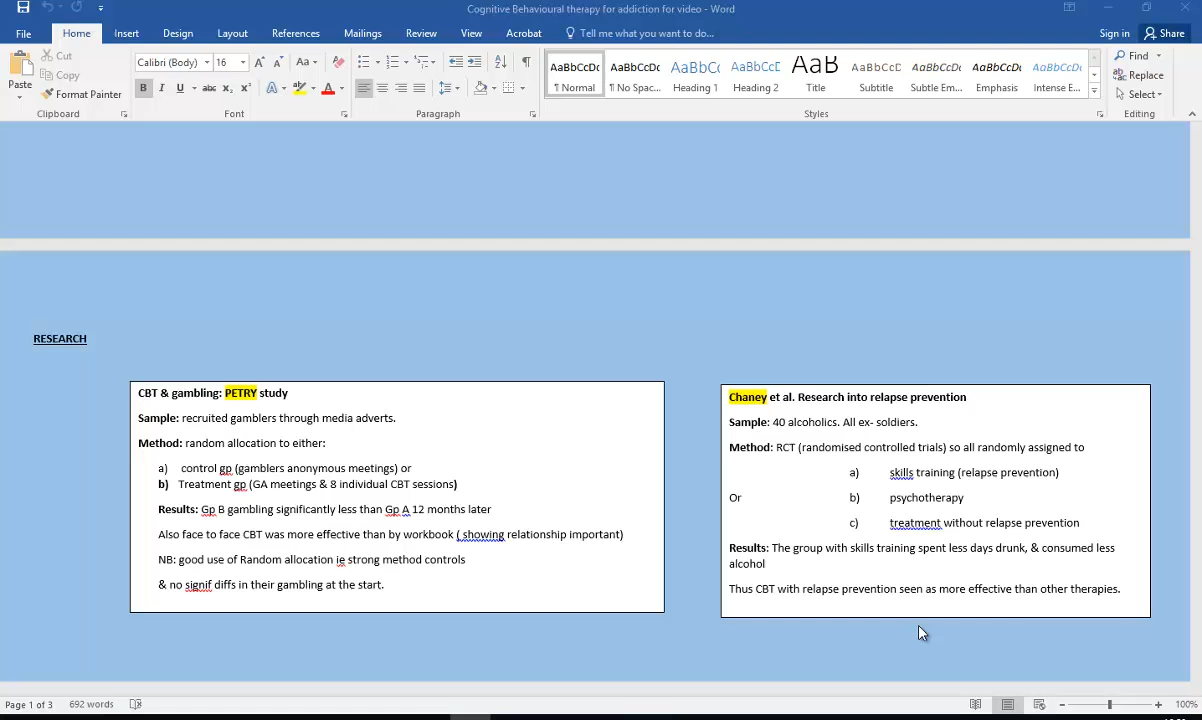 Cognitive Behavioural therapy for addiction for video - Word
File Home Insert Design Layout References Mailings Review View Acrobat Tell me what you want to do... Sign in Share
Paste
Cut
Copy
Format Painter
Clipboard
Calibri (Body) 16
Font
Paragraph
AaBbCcDc AaBbCcDc AaBbCc AaBbCcC AaB AaBbCcD AaBbCcDc AaBbCcDc AaBbCcDc
¶ Normal ¶ No Spac... Heading 1 Heading 2 Title Subtitle Subtle Em... Emphasis Intense E...
Styles
Find
Replace
Select
Editing
RESEARCH
CBT & gambling: PETRY study
Sample: recruited gamblers through media adverts.
Method: random allocation to either:
a) control gp (gamblers anonymous meetings) or
b) Treatment gp (GA meetings & 8 individual CBT sessions)
Results: Gp B gambling significantly less than Gp A 12 months later
Also face to face CBT was more effective than by workbook ( showing relationship important)
NB: good use of Random allocation ie strong method controls
& no signif diffs in their gambling at the start.
Chaney et al. Research into relapse prevention
Sample: 40 alcoholics. All ex- soldiers.
Method: RCT (randomised controlled trials) so all randomly assigned to
a) skills training (relapse prevention)
Or b) psychotherapy
c) treatment without relapse prevention
Results: The group with skills training spent less days drunk, & consumed less
alcohol
Thus CBT with relapse prevention seen as more effective than other therapies.
Page 1 of 3 692 words 100%